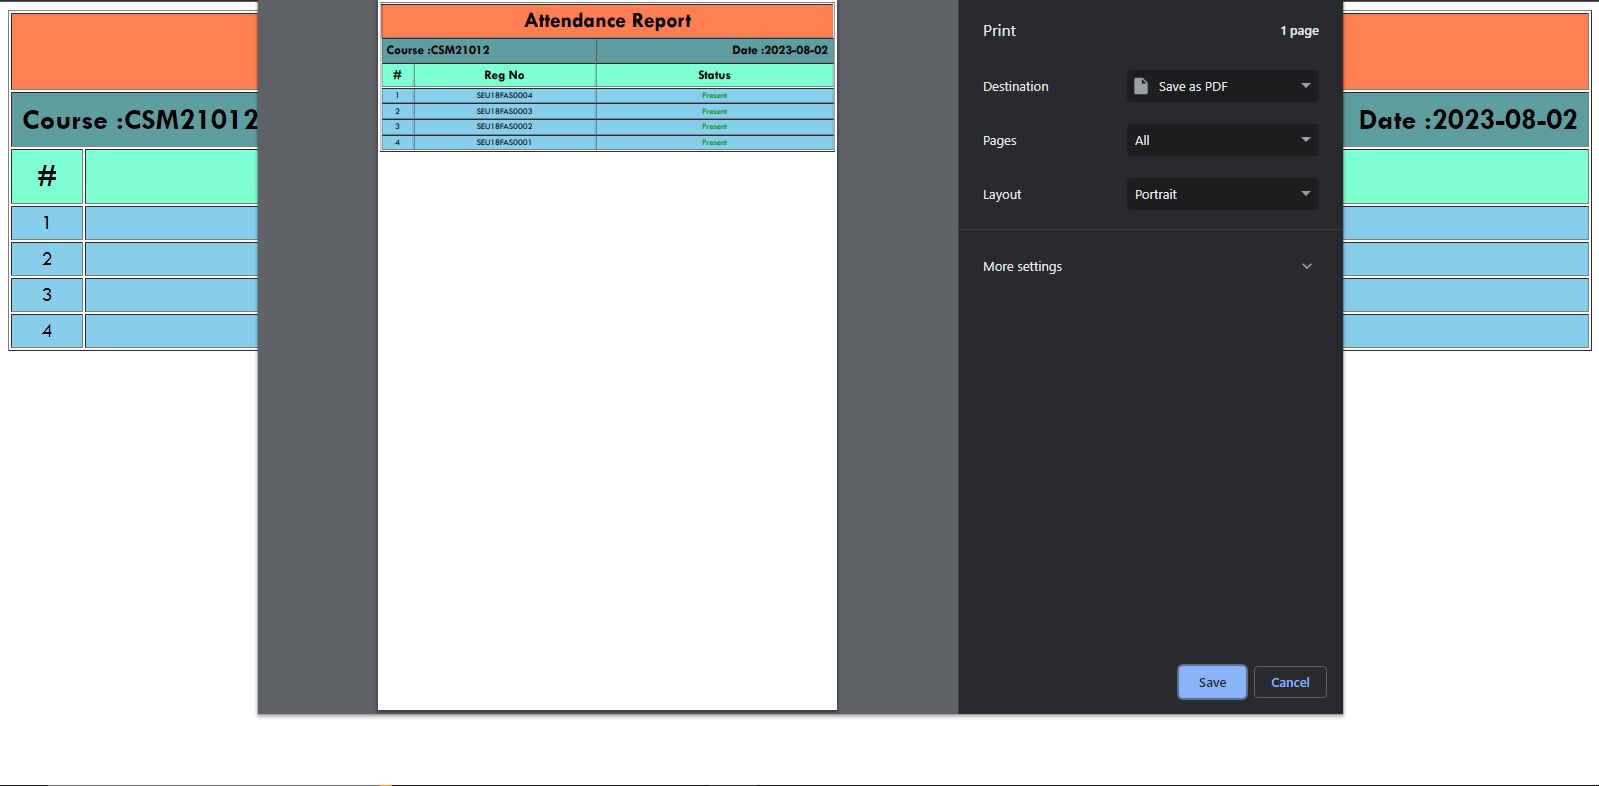 Attendance Report
Course :CSM21012 Date :2023-08-02
# Reg No Status
1 SEU18FAS0004 Present
2 SEU18FAS0003 Present
3 SEU18FAS0002 Present
4 SEU18FAS0001 Present
Course :CSM21012
#
1
2
3
4
Date :2023-08-02
Print 1 page
Destination Save as PDF
Pages All
Layout Portrait
More settings
Save Cancel